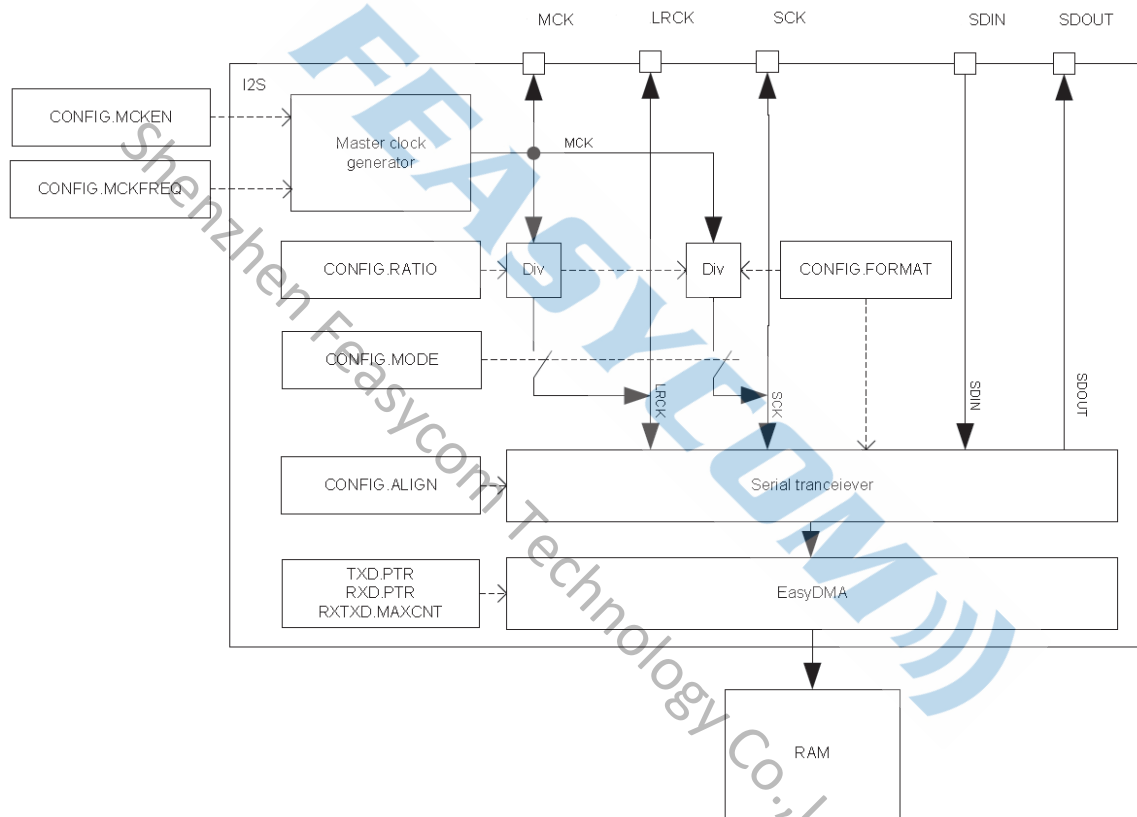 MCK
LRCK
SCK
SDIN
SDOUT
I2S
CONFIG.MCKEN
CONFIG.MCKFREQ
Master clock
generator
MCK
CONFIG.RATIO
Div
Div
CONFIG.FORMAT
CONFIG.MODE
LRCK
SCK
SDIN
SDOUT
CONFIG.ALIGN
Serial tranceiever
TXD.PTR
RXD.PTR
RXTXD.MAXCNT
EasyDMA
RAM
FEASYCOM
Shenzhen Feasycom Technology Co.,